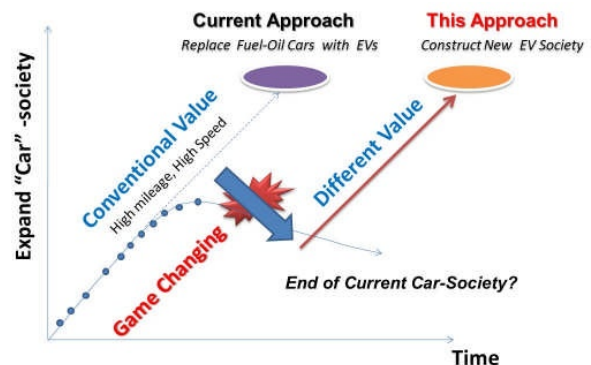 Current Approach
Replace Fuel-Oil Cars with EVs
This Approach
Construct New EV Society
Expand "Car" -society
Conventional Value
High mileage, High Speed
Different Value
Game Changing
End of Current Car-Society?
Time